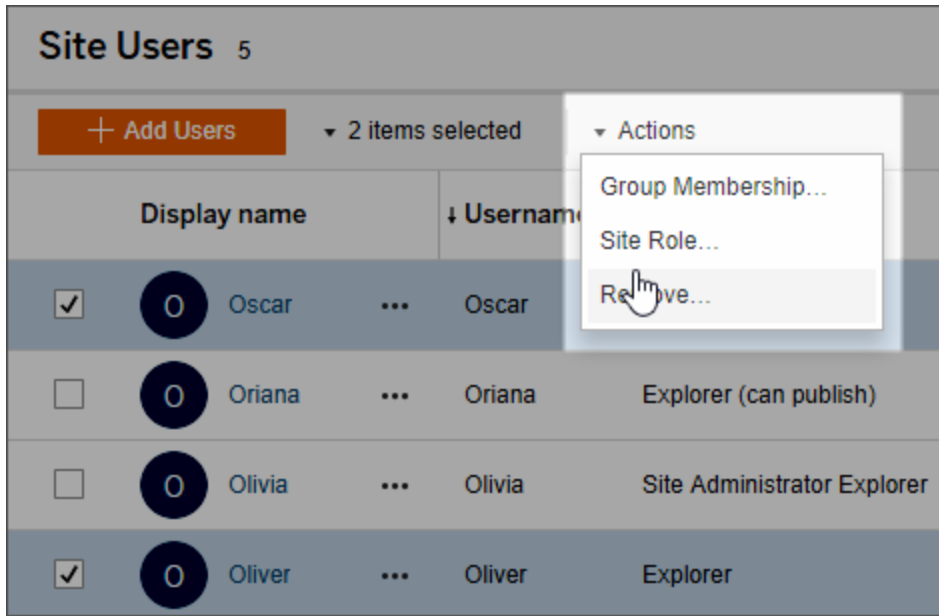 Site Users 5
+ Add Users
2 items selected
Actions
Group Membership...
Site Role...
Display name
↓ Username
O Oscar ••• Oscar
Remove...
O Oriana ••• Oriana Explorer (can publish)
O Olivia ••• Olivia Site Administrator Explorer
O Oliver ••• Oliver Explorer